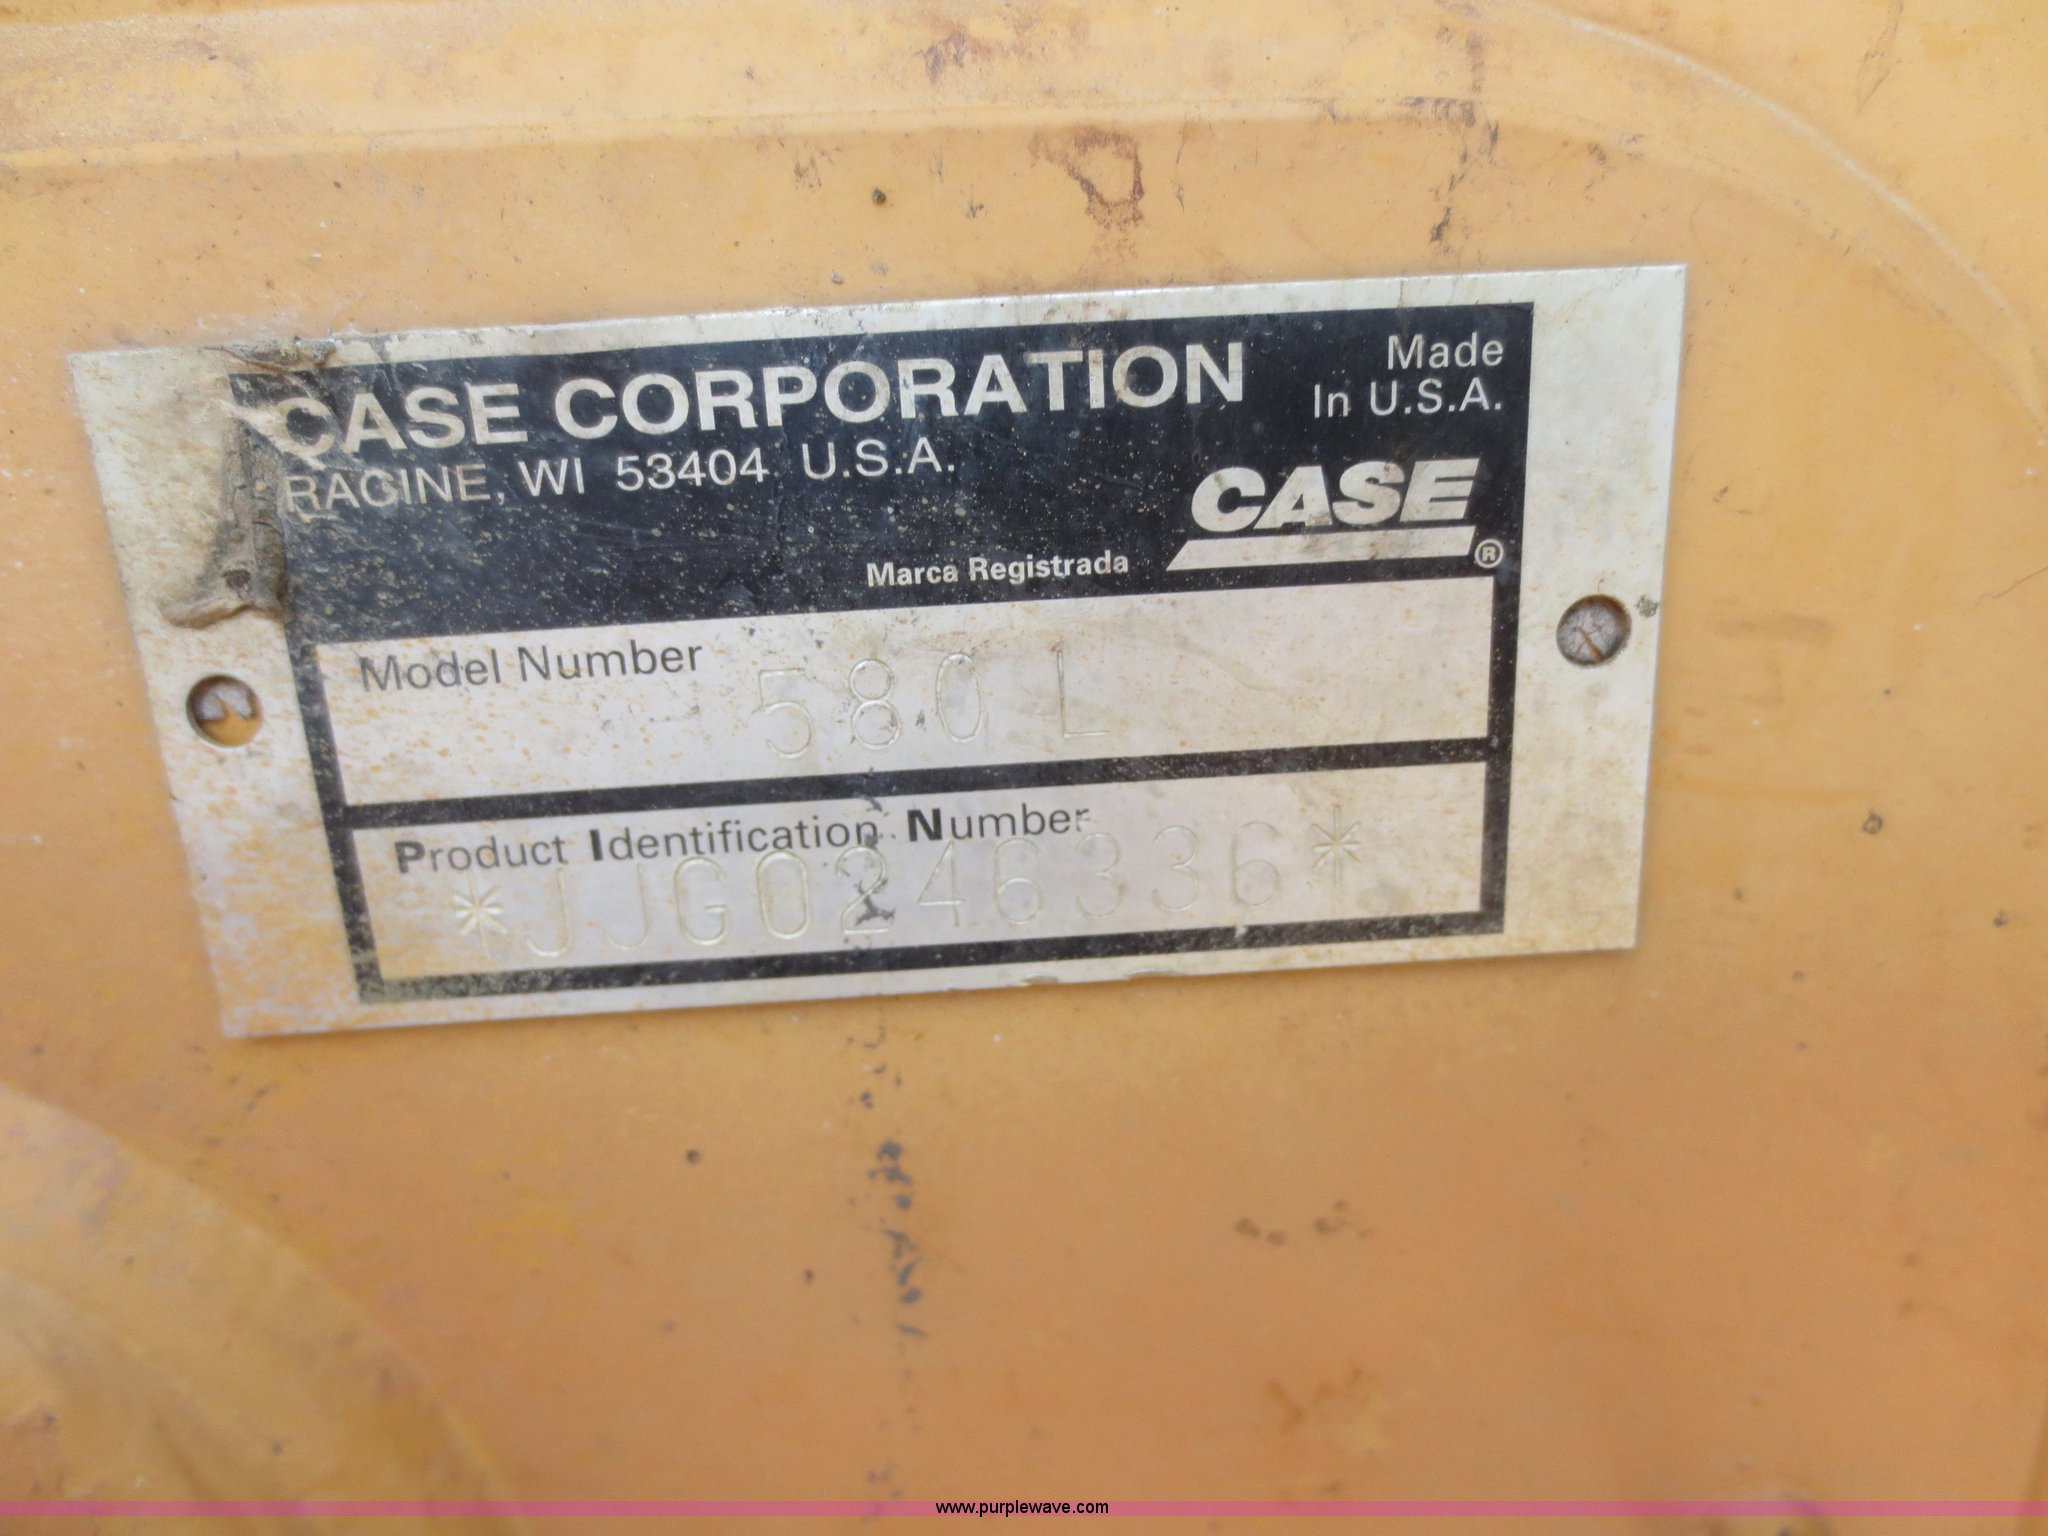 CASE CORPORATION
RACINE, WI 53404 U.S.A.
Made
In U.S.A.
CASE
®
Marca Registrada
Model Number
580 L
Product Identification Number
*JJG0246336*
www.purplewave.com